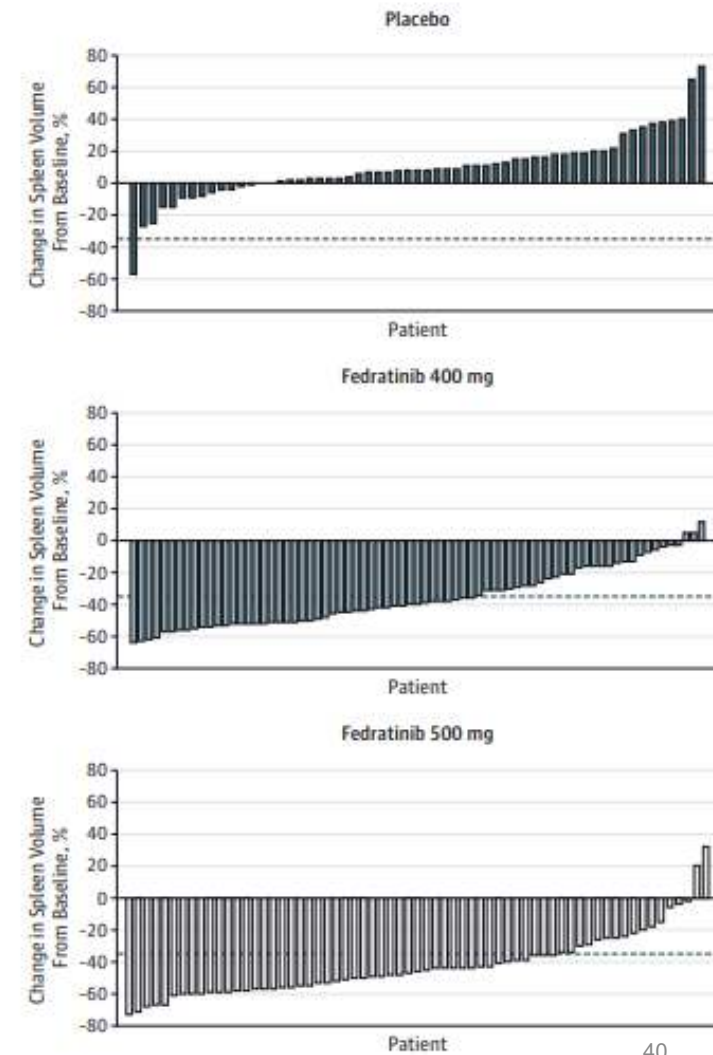 Placebo
Change in Spleen Volume
From Baseline, %
80
60
40
20
0
-20
-40
-60
-80
Patient
Fedratinib 400 mg
Change in Spleen Volume
From Baseline, %
80
60
40
20
0
-20
-40
-60
-80
Patient
Fedratinib 500 mg
Change in Spleen Volume
From Baseline, %
80
60
40
20
0
-20
-40
-60
-80
Patient
40